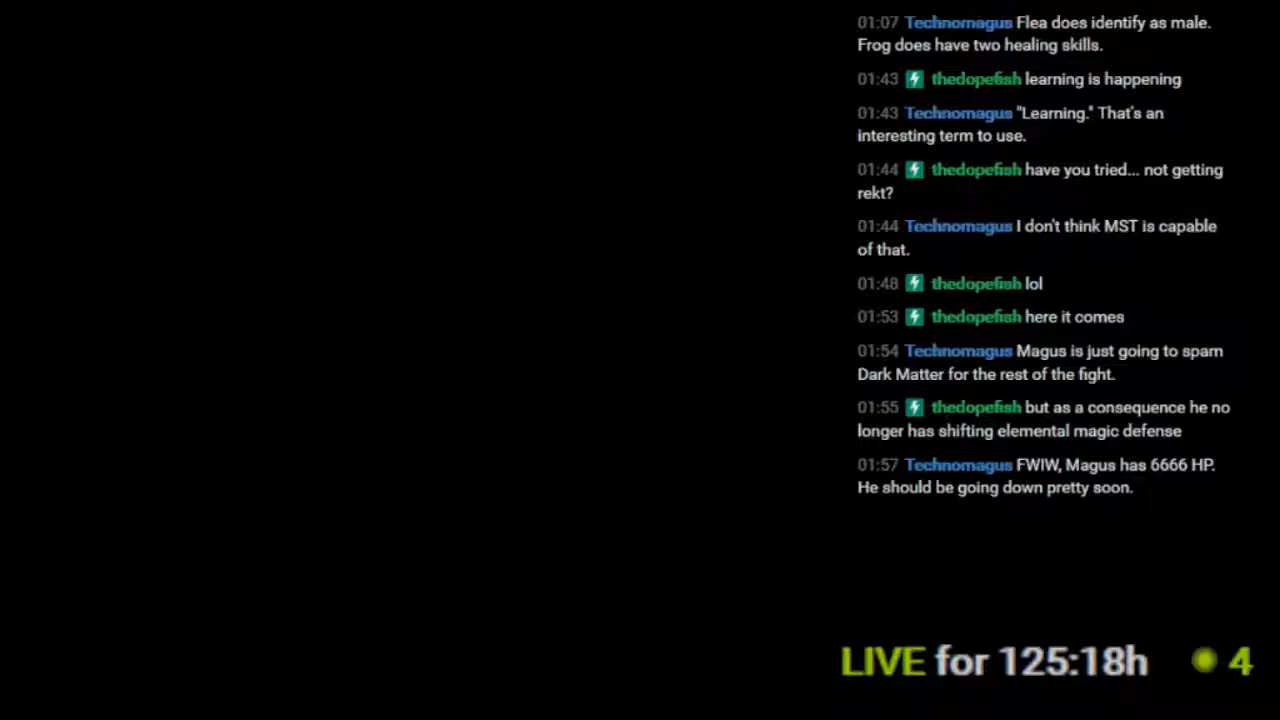 01:07 Technomagus Flea does identify as male.
Frog does have two healing skills.
01:43 thedopefish learning is happening
01:43 Technomagus "Learning." That's an
interesting term to use.
01:44 thedopefish have you tried... not getting
rekt?
01:44 Technomagus I don't think MST is capable
of that.
01:48 thedopefish lol
01:53 thedopefish here it comes
01:54 Technomagus Magus is just going to spam
Dark Matter for the rest of the fight.
01:55 thedopefish but as a consequence he no
longer has shifting elemental magic defense
01:57 Technomagus FWIW, Magus has 6666 HP.
He should be going down pretty soon.
LIVE for 125:18h 4